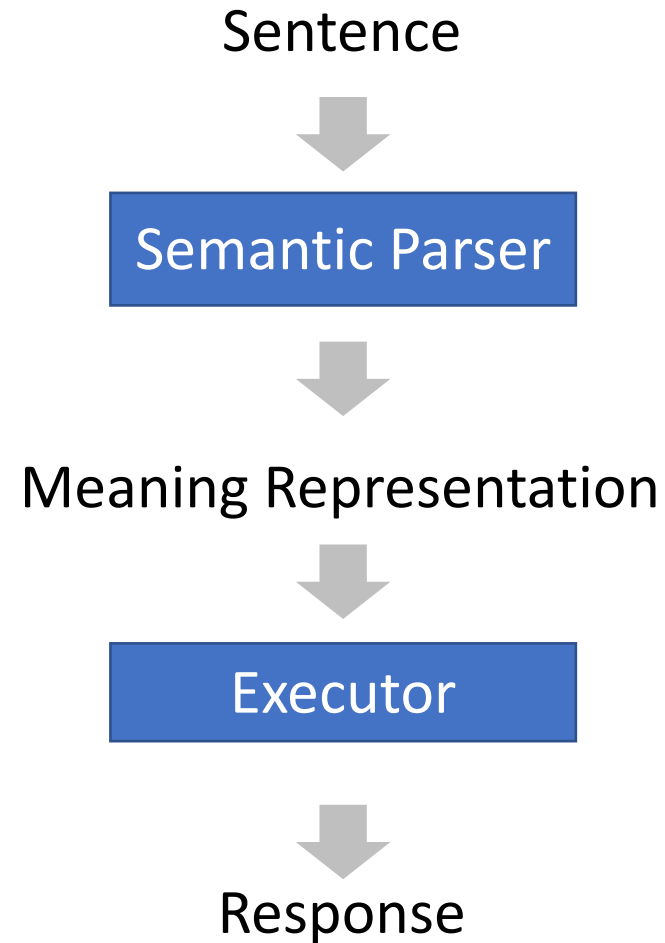 Sentence
Semantic Parser
Meaning Representation
Executor
Response